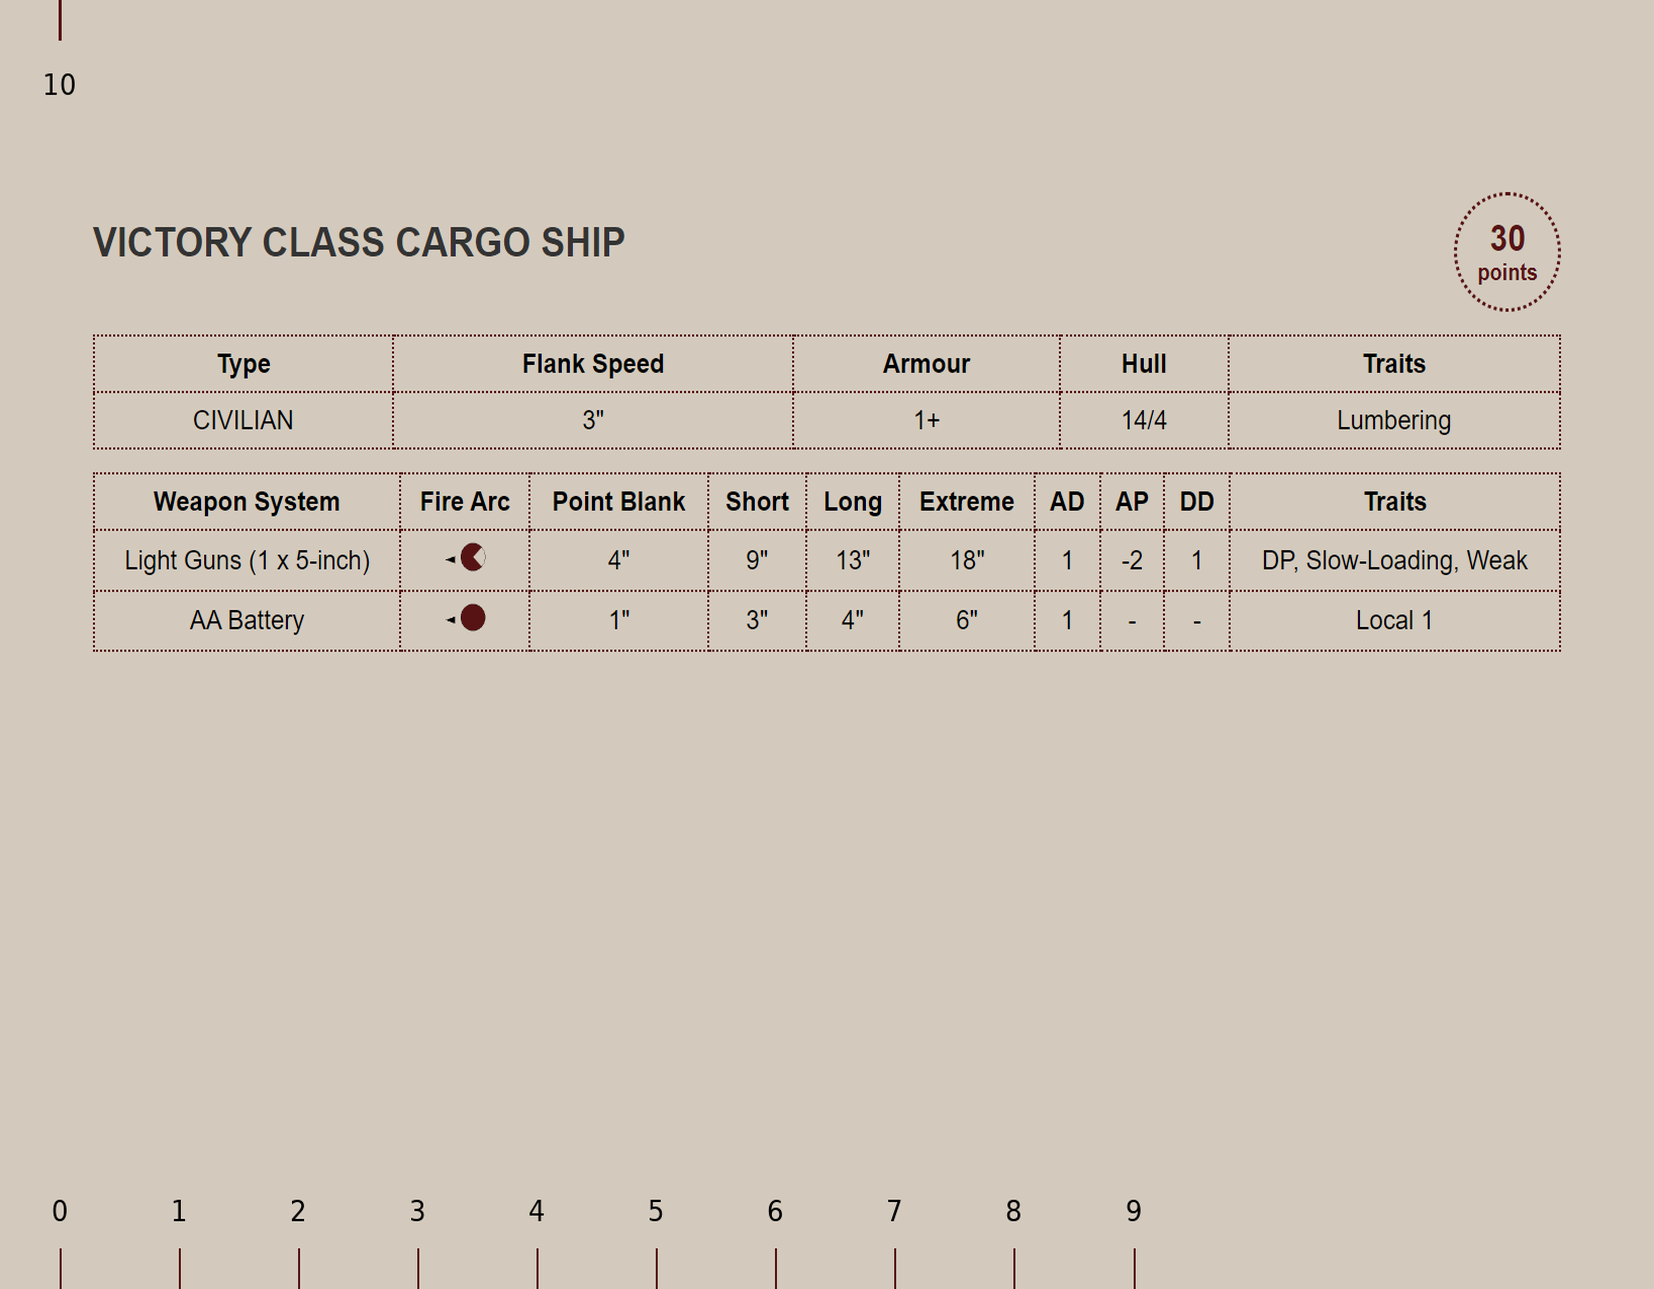 10
VICTORY CLASS CARGO SHIP
30
points
Type Flank Speed Armour Hull Traits
CIVILIAN 3" 1+ 14/4 Lumbering
Weapon System Fire Arc Point Blank Short Long Extreme AD AP DD Traits
Light Guns (1 x 5-inch) 4" 9" 13" 18" 1 -2 1 DP, Slow-Loading, Weak
AA Battery 1" 3" 4" 6" 1 - - Local 1
0 1 2 3 4 5 6 7 8 9